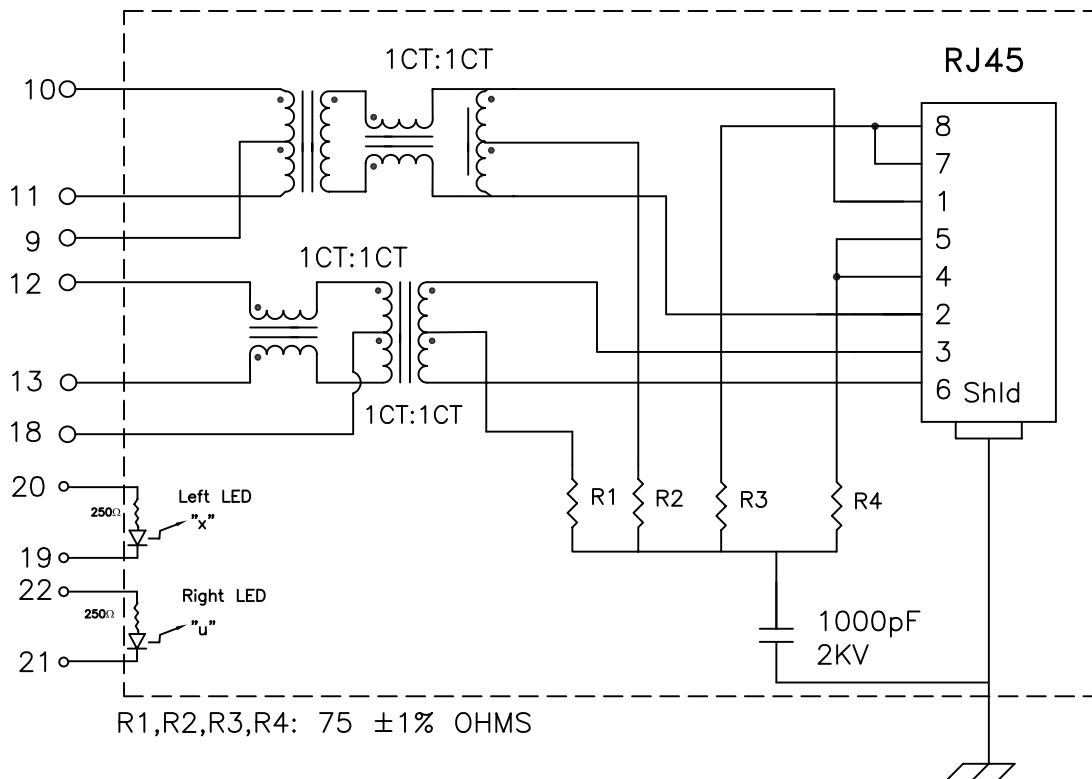 1CT:1CT
RJ45
10
11
9
12
13
18
20
19
22
21
1CT:1CT
1CT:1CT
8
7
1
5
4
2
3
6 Shld
250Ω
Left LED
"x"
250Ω
Right LED
"u"
R1
R2
R3
R4
1000pF
2KV
R1,R2,R3,R4: 75 ±1% OHMS